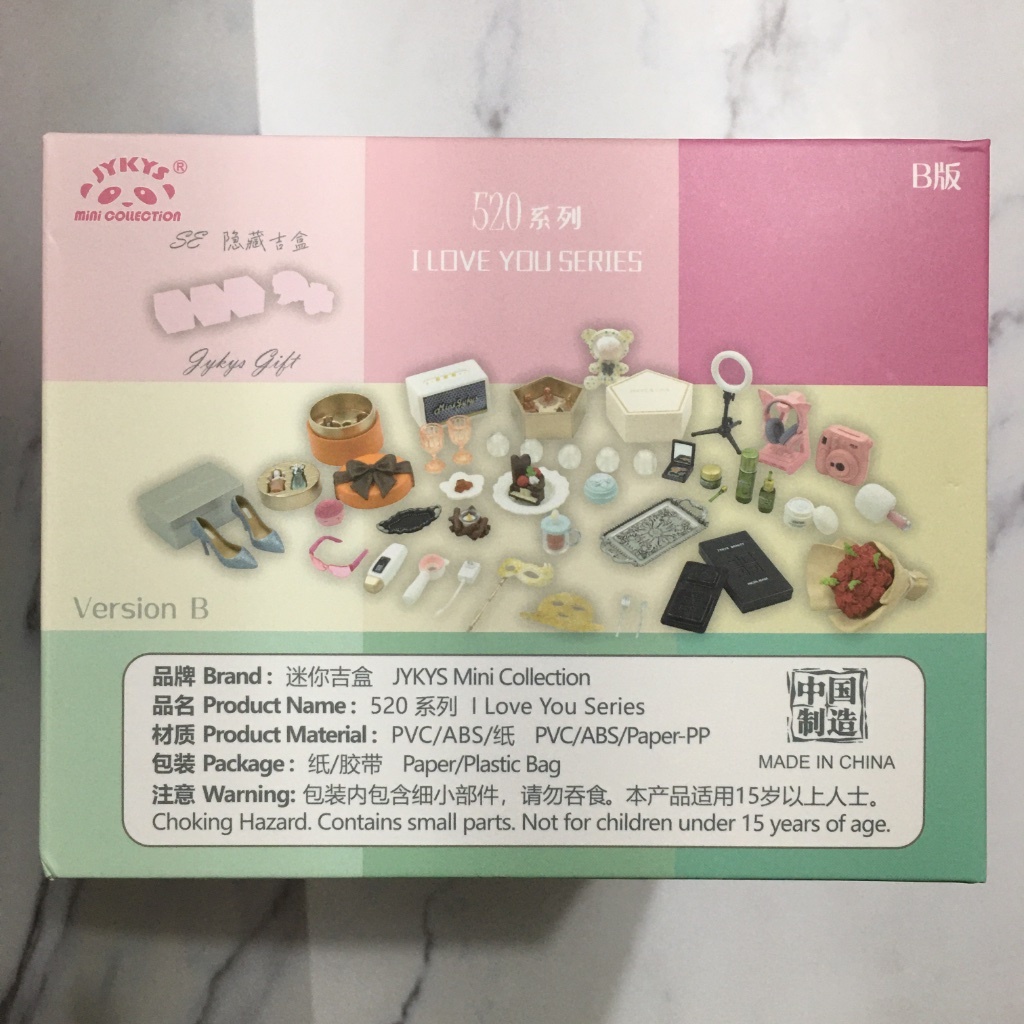 JYKYS®
Mini COLLECTION
B版
SE 隐藏吉盒
520 系列
I LOVE YOU SERIES
Jykys Gift
Version B
品牌 Brand： 迷你吉盒 JYKYS Mini Collection
品名 Product Name： 520 系列 I Love You Series
材质 Product Material： PVC/ABS/纸 PVC/ABS/Paper-PP
包装 Package： 纸/胶带 Paper/Plastic Bag
注意 Warning: 包装内包含细小部件，请勿吞食。本产品适用15岁以上人士。
Choking Hazard. Contains small parts. Not for children under 15 years of age.
中国
制造
MADE IN CHINA